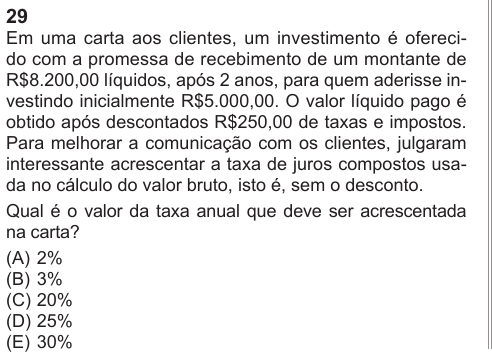 29
Em uma carta aos clientes, um investimento é ofereci-
do com a promessa de recebimento de um montante de
R$8.200,00 líquidos, após 2 anos, para quem aderisse in-
vestindo inicialmente R$5.000,00. O valor líquido pago é
obtido após descontados R$250,00 de taxas e impostos.
Para melhorar a comunicação com os clientes, julgaram
interessante acrescentar a taxa de juros compostos usa-
da no cálculo do valor bruto, isto é, sem o desconto.
Qual é o valor da taxa anual que deve ser acrescentada
na carta?
(A) 2%
(B) 3%
(C) 20%
(D) 25%
(E) 30%